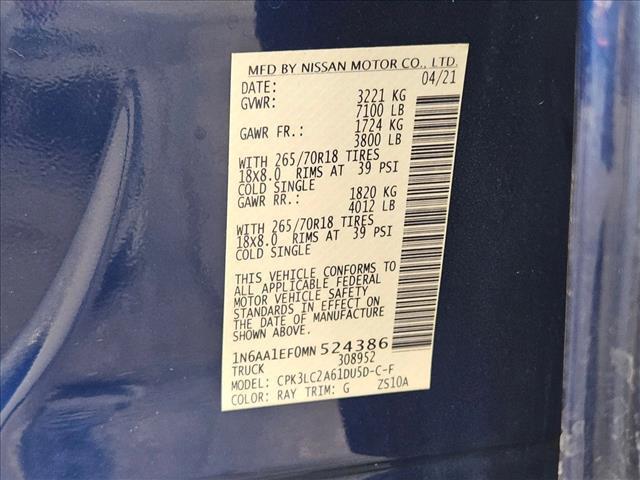 MFD BY NISSAN MOTOR CO., LTD.
DATE: 04/21
GVWR: 3221 KG
7100 LB
GAWR FR.: 1724 KG
3800 LB
WITH 265/70R18 TIRES
18X8.0 RIMS AT 39 PSI
COLD SINGLE
GAWR RR.: 1820 KG
4012 LB
WITH 265/70R18 TIRES
18X8.0 RIMS AT 39 PSI
COLD SINGLE
THIS VEHICLE CONFORMS TO
ALL APPLICABLE FEDERAL
MOTOR VEHICLE SAFETY
STANDARDS IN EFFECT ON
THE DATE OF MANUFACTURE
SHOWN ABOVE.
1N6AA1EF0MN 524386
TRUCK 308952
MODEL: CPK3LC2A61DU5D-C-F
COLOR: RAY TRIM: G ZS10A